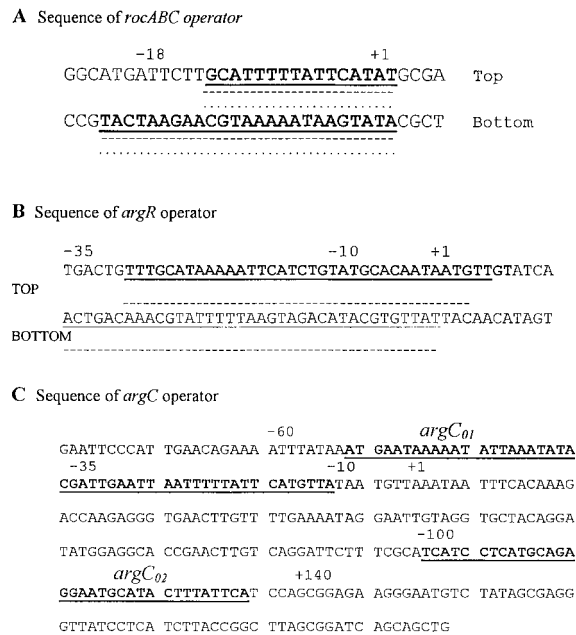 A Sequence of rocABC operator
-18 +1
GGCATGATTCTTGCATTTTTATTCATATGCGA Top
CCGTACTAAGAACGTAAAAATAAGTATACGCT Bottom
B Sequence of argR operator
-35 -10 +1
TGACTGTTTGCATAAAAATTCATCTGTATGCACAATAATGTTGTATCA
TOP
ACTGACAAACGTATTTTTAAGTAGACATACGTGTTATTACAACATAGT
BOTTOM
C Sequence of argC operator
-60 argC01
GAATTCCCAT TGAACAGAAA ATTTATAAAT GAATAAAAAT ATTAAATATA
-35 -10 +1
CGATTGAATT AATTTTTATT CATGTTATAA TGTTAAATAA TTTCACAAAG
ACCAAGAGGG TGAACTTGTT TTGAAAATAG GAATTGTAGG TGCTACAGGA
-100
TATGGAGGCA CCGAACTTGT CAGGATTCTT TCGCATCATC CTCATGCAGA
argC02 +140
GGAATGCATA CTTTATTCAT CCAGCGGAGA AGGGAATGTC TATAGCGAGG
GTTATCCTCA TCTTACCGGC TTAGCGGATC AGCAGCTG